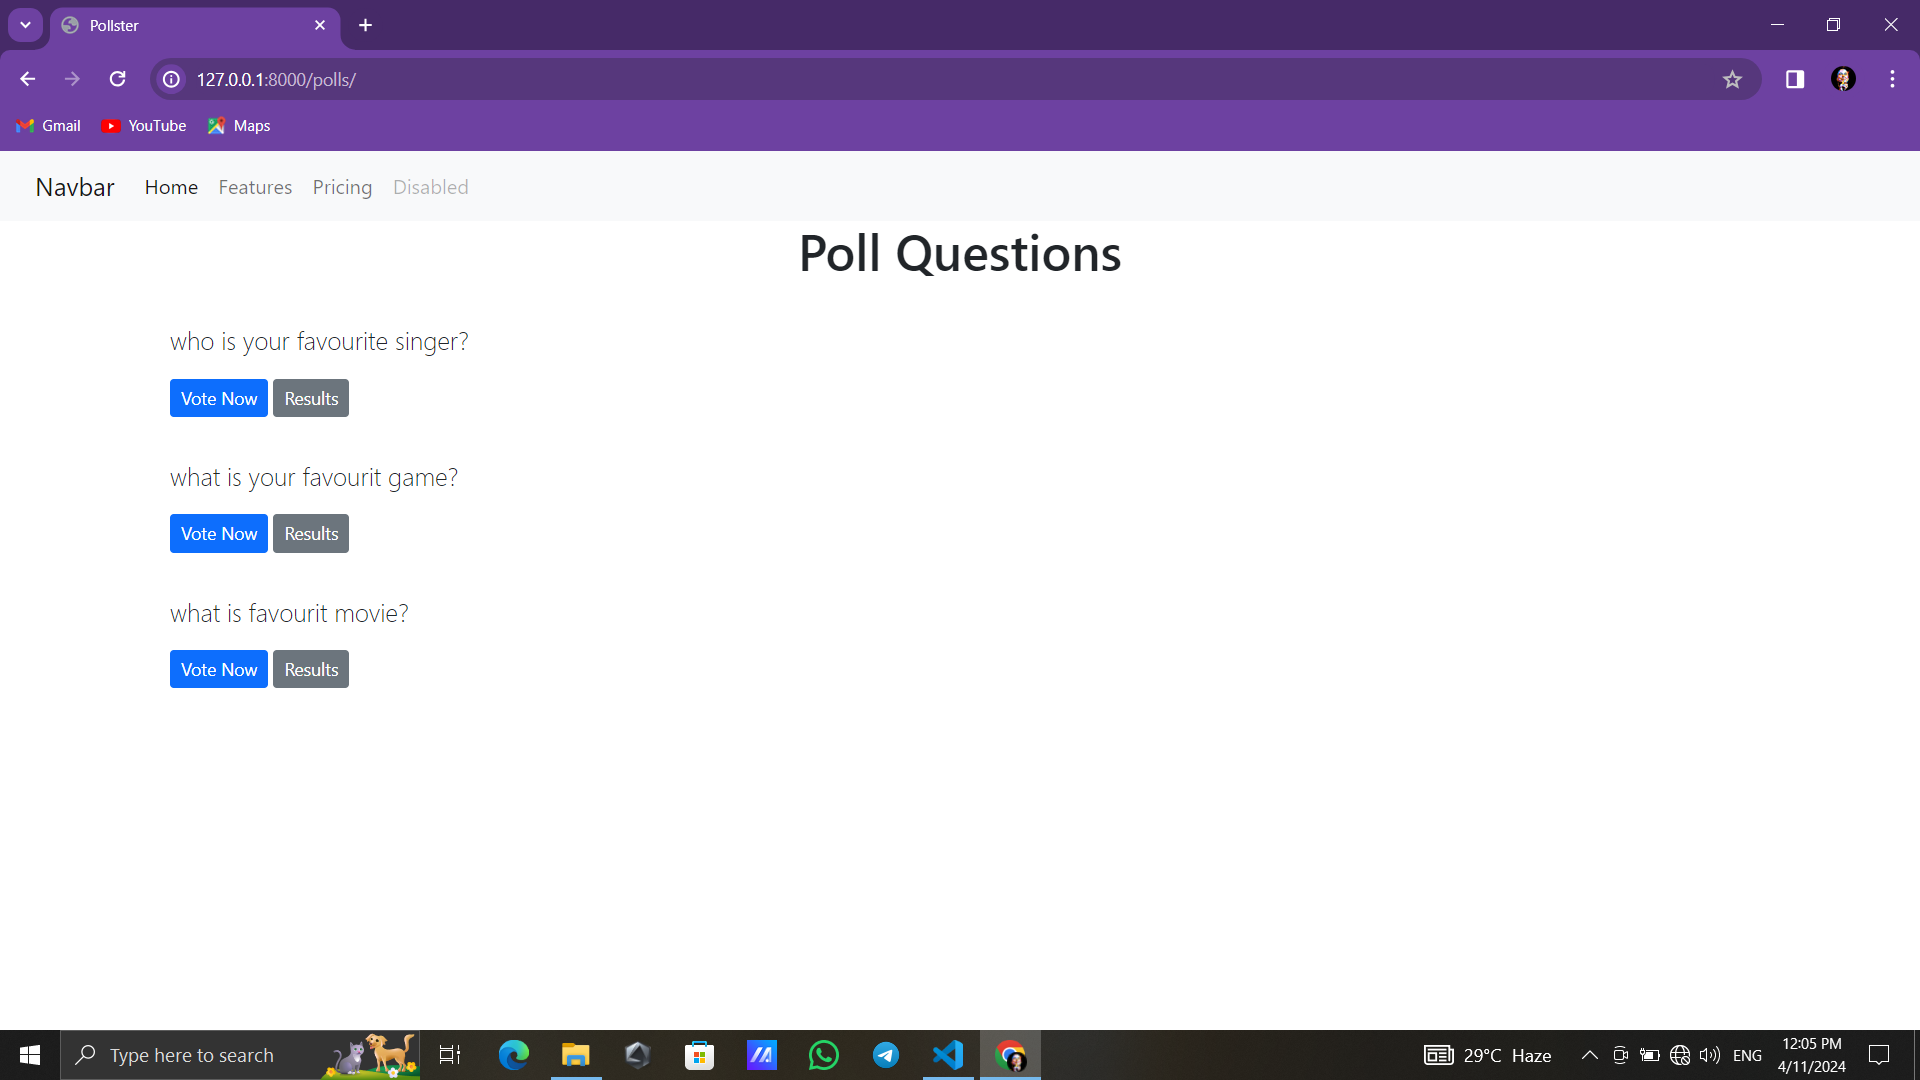 Pollster
127.0.0.1:8000/polls/
Gmail YouTube Maps
Navbar Home Features Pricing Disabled
Poll Questions
who is your favourite singer?
Vote Now Results
what is your favourit game?
Vote Now Results
what is favourit movie?
Vote Now Results
Type here to search
29°C Haze
ENG
12:05 PM
4/11/2024